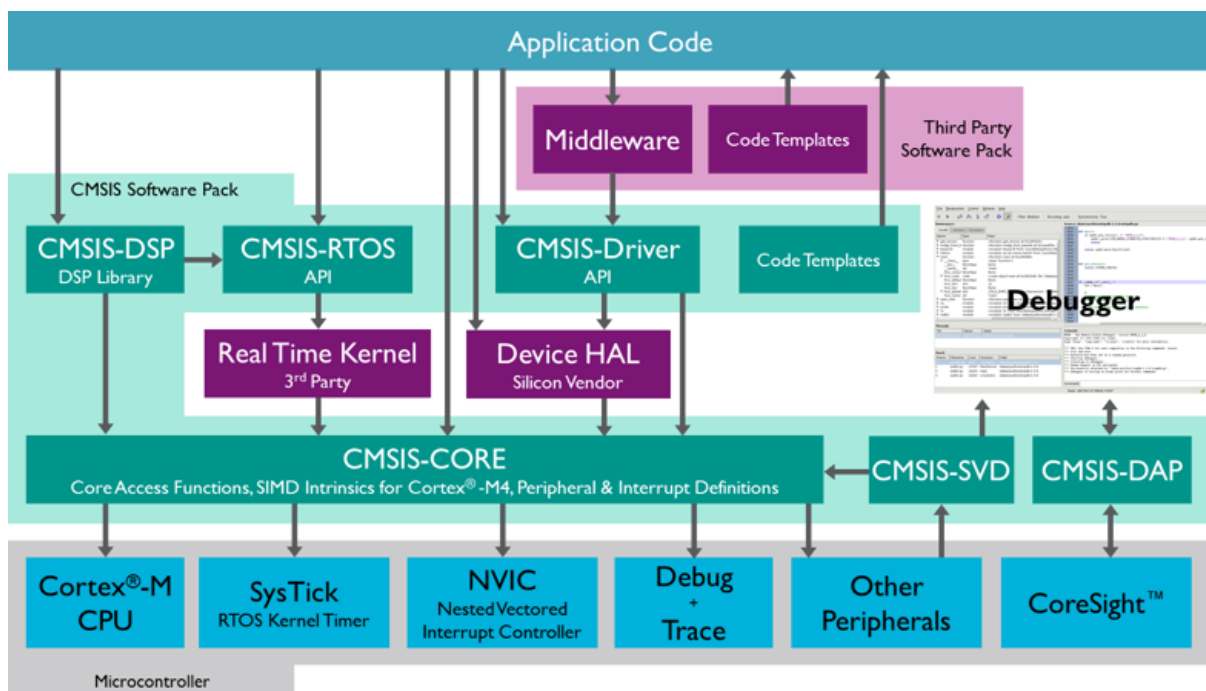 Application Code
Middleware
Code Templates
Third Party
Software Pack
CMSIS Software Pack
CMSIS-DSP
DSP Library
CMSIS-RTOS
API
CMSIS-Driver
API
Code Templates
Debugger
Real Time Kernel
3rd Party
Device HAL
Silicon Vendor
CMSIS-CORE
Core Access Functions, SIMD Intrinsics for Cortex®-M4, Peripheral & Interrupt Definitions
CMSIS-SVD
CMSIS-DAP
Cortex®-M
CPU
SysTick
RTOS Kernel Timer
NVIC
Nested Vectored
Interrupt Controller
Debug
+
Trace
Other
Peripherals
CoreSight™
Microcontroller